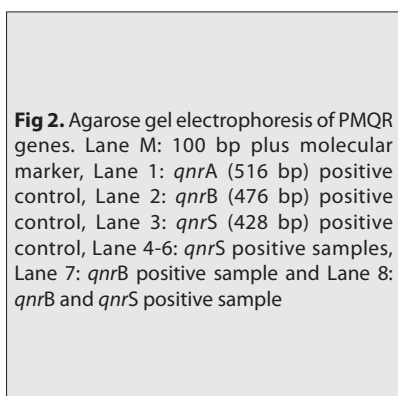 Fig 2. Agarose gel electrophoresis of PMQR
genes. Lane M: 100 bp plus molecular
marker, Lane 1: qnrA (516 bp) positive
control, Lane 2: qnrB (476 bp) positive
control, Lane 3: qnrS (428 bp) positive
control, Lane 4-6: qnrS positive samples,
Lane 7: qnrB positive sample and Lane 8:
qnrB and qnrS positive sample